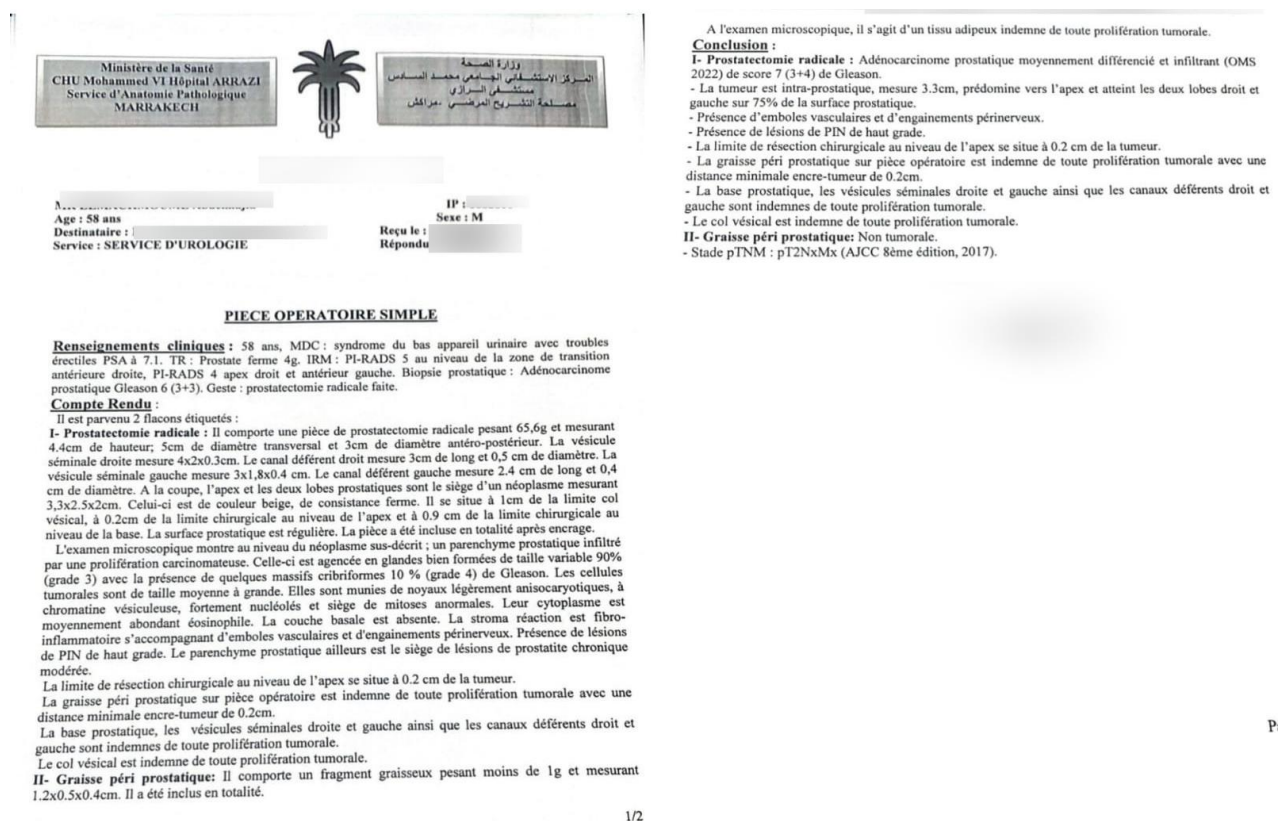 Ministère de la Santé
CHU Mohammed VI Hôpital ARRAZI
Service d'Anatomie Pathologique
MARRAKECH
وزارة الصحة
المركز الاستشفائي الجامعي محمد السادس
مستشفى الرازي
مصلحة التشريح المرضي .مراكش
IP :
Age : 58 ans
Sexe : M
Destinataire :
Reçu le :
Service : SERVICE D'UROLOGIE
Répondu
PIECE OPERATOIRE SIMPLE
Renseignements cliniques : 58 ans, MDC : syndrome du bas appareil urinaire avec troubles
érectiles PSA à 7.1. TR : Prostate ferme 4g. IRM : PI-RADS 5 au niveau de la zone de transition
antérieure droite, PI-RADS 4 apex droit et antérieur gauche. Biopsie prostatique : Adénocarcinome
prostatique Gleason 6 (3+3). Geste : prostatectomie radicale faite.
Compte Rendu :
Il est parvenu 2 flacons étiquetés :
I- Prostatectomie radicale : Il comporte une pièce de prostatectomie radicale pesant 65,6g et mesurant
4.4cm de hauteur; 5cm de diamètre transversal et 3cm de diamètre antéro-postérieur. La vésicule
séminale droite mesure 4x2x0.3cm. Le canal déférent droit mesure 3cm de long et 0,5 cm de diamètre. La
vésicule séminale gauche mesure 3x1,8x0.4 cm. Le canal déférent gauche mesure 2.4 cm de long et 0,4
cm de diamètre. A la coupe, l'apex et les deux lobes prostatiques sont le siège d'un néoplasme mesurant
3,3x2.5x2cm. Celui-ci est de couleur beige, de consistance ferme. Il se situe à 1cm de la limite col
vésical, à 0.2cm de la limite chirurgicale au niveau de l'apex et à 0.9 cm de la limite chirurgicale au
niveau de la base. La surface prostatique est régulière. La pièce a été incluse en totalité après encrage.
L'examen microscopique montre au niveau du néoplasme sus-décrit ; un parenchyme prostatique infiltré
par une prolifération carcinomateuse. Celle-ci est agencée en glandes bien formées de taille variable 90%
(grade 3) avec la présence de quelques massifs cribriformes 10 % (grade 4) de Gleason. Les cellules
tumorales sont de taille moyenne à grande. Elles sont munies de noyaux légèrement anisocaryotiques, à
chromatine vésiculeuse, fortement nucléolés et siège de mitoses anormales. Leur cytoplasme est
moyennement abondant éosinophile. La couche basale est absente. La stroma réaction est fibro-
inflammatoire s'accompagnant d'emboles vasculaires et d'engainements périnerveux. Présence de lésions
de PIN de haut grade. Le parenchyme prostatique ailleurs est le siège de lésions de prostatite chronique
modérée.
La limite de résection chirurgicale au niveau de l'apex se situe à 0.2 cm de la tumeur.
La graisse péri prostatique sur pièce opératoire est indemne de toute prolifération tumorale avec une
distance minimale encre-tumeur de 0.2cm.
La base prostatique, les vésicules séminales droite et gauche ainsi que les canaux déférents droit et
gauche sont indemnes de toute prolifération tumorale.
Le col vésical est indemne de toute prolifération tumorale.
II- Graisse péri prostatique: Il comporte un fragment graisseux pesant moins de 1g et mesurant
1.2x0.5x0.4cm. Il a été inclus en totalité.
1/2
A l'examen microscopique, il s'agit d'un tissu adipeux indemne de toute prolifération tumorale.
Conclusion :
I- Prostatectomie radicale : Adénocarcinome prostatique moyennement différencié et infiltrant (OMS
2022) de score 7 (3+4) de Gleason.
- La tumeur est intra-prostatique, mesure 3.3cm, prédomine vers l'apex et atteint les deux lobes droit et
gauche sur 75% de la surface prostatique.
- Présence d'emboles vasculaires et d'engainements périnerveux.
- Présence de lésions de PIN de haut grade.
- La limite de résection chirurgicale au niveau de l'apex se situe à 0.2 cm de la tumeur.
- La graisse péri prostatique sur pièce opératoire est indemne de toute prolifération tumorale avec une
distance minimale encre-tumeur de 0.2cm.
- La base prostatique, les vésicules séminales droite et gauche ainsi que les canaux déférents droit et
gauche sont indemnes de toute prolifération tumorale.
- Le col vésical est indemne de toute prolifération tumorale.
II- Graisse péri prostatique: Non tumorale.
- Stade pTNM : pT2NxMx (AJCC 8ème édition, 2017).